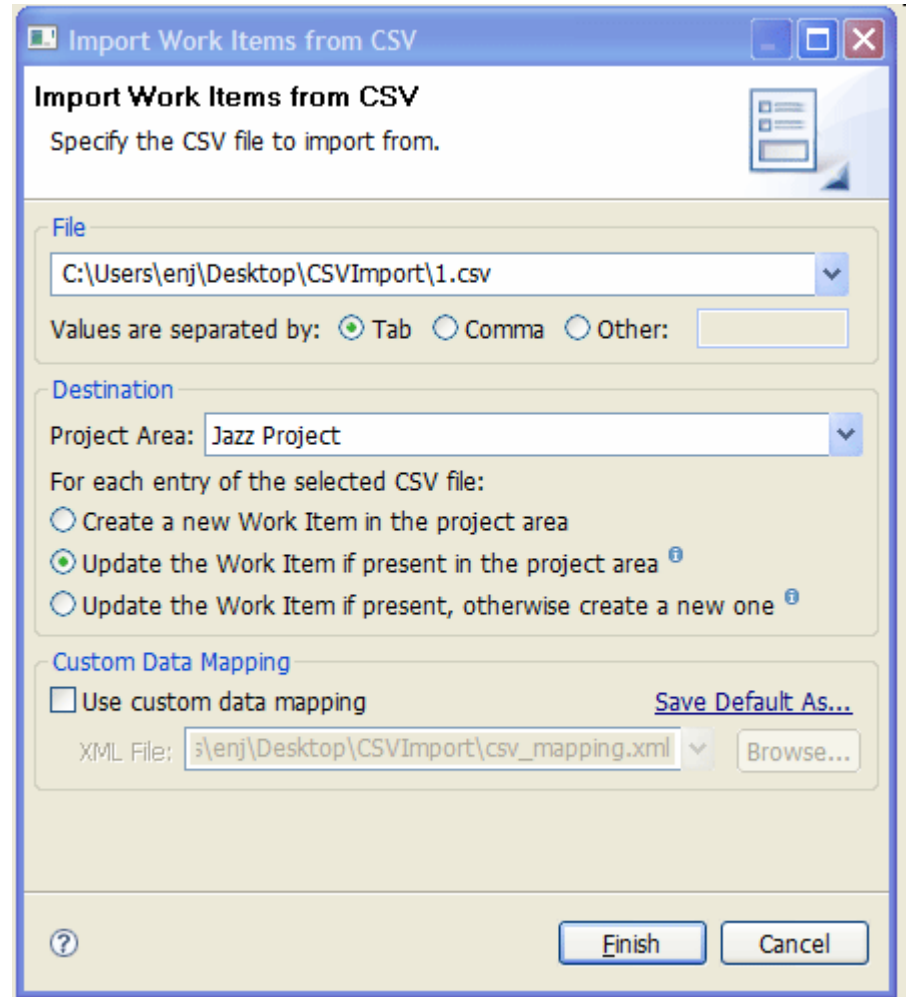 Import Work Items from CSV
Import Work Items from CSV
Specify the CSV file to import from.
File
C:\Users\enj\Desktop\CSVImport\1.csv
Values are separated by: Tab Comma Other:
Destination
Project Area: Jazz Project
For each entry of the selected CSV file:
Create a new Work Item in the project area
Update the Work Item if present in the project area
Update the Work Item if present, otherwise create a new one
Custom Data Mapping
Use custom data mapping Save Default As...
XML File: s\enj\Desktop\CSVImport\csv_mapping.xml Browse...
? Finish Cancel